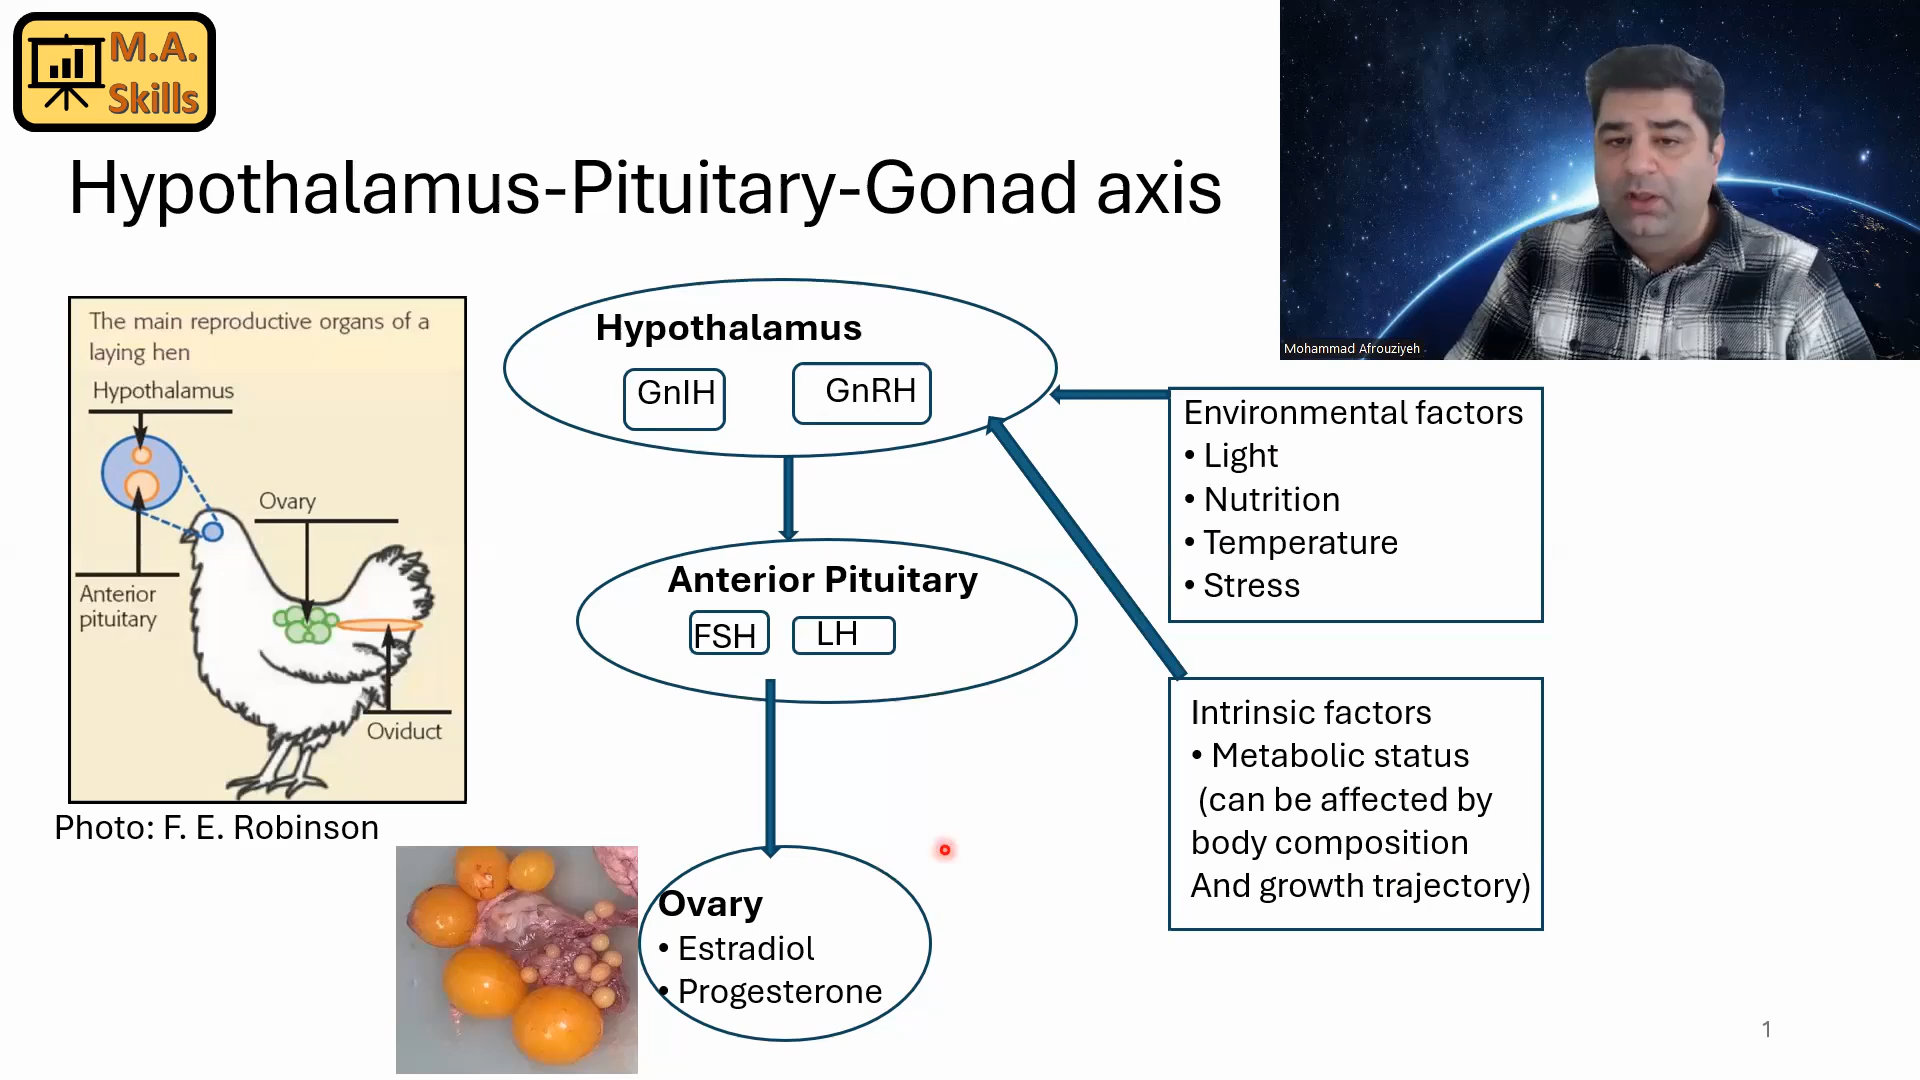 M.A.
Skills
Mohammad Afrouziyeh
Hypothalamus-Pituitary-Gonad axis
The main reproductive organs of a
laying hen
Hypothalamus
Ovary
Anterior
pituitary
Oviduct
Photo: F. E. Robinson
Hypothalamus
GnIH
GnRH
Anterior Pituitary
FSH
LH
Ovary
• Estradiol
• Progesterone
Environmental factors
• Light
• Nutrition
• Temperature
• Stress
Intrinsic factors
• Metabolic status
(can be affected by
body composition
And growth trajectory)
1